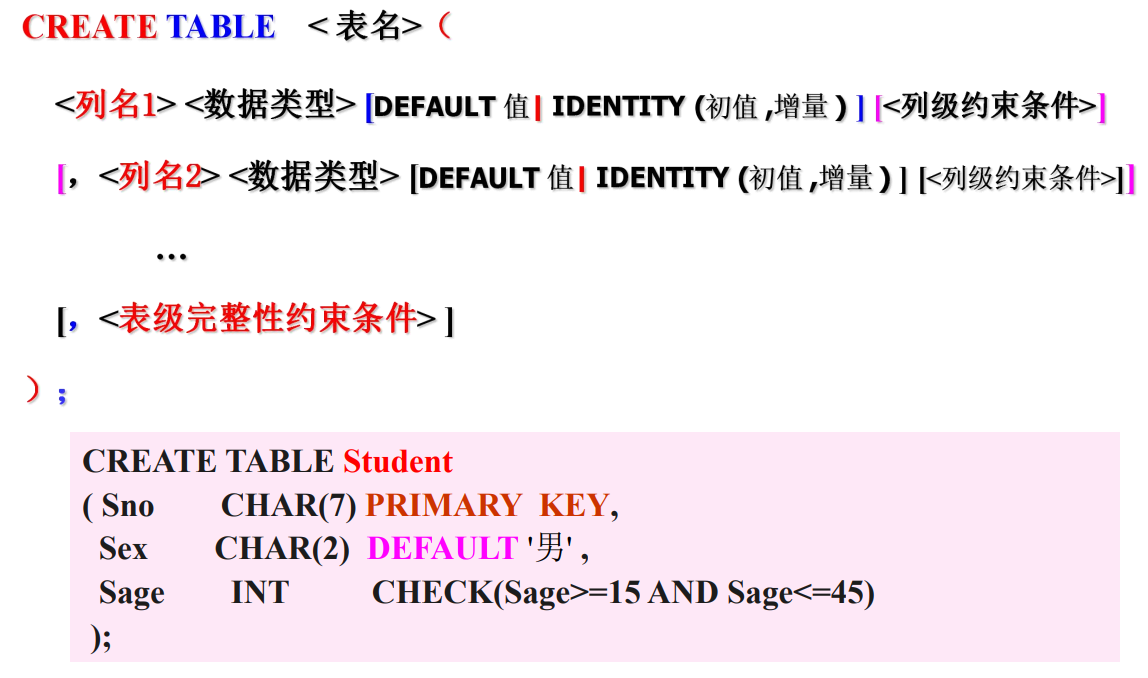 CREATE TABLE <表名>（
<列名1> <数据类型> [DEFAULT 值| IDENTITY (初值 ,增量 ) ] [<列级约束条件>]
[，<列名2> <数据类型> [DEFAULT 值| IDENTITY (初值 ,增量 ) ] [<列级约束条件>]]
…
[，<表级完整性约束条件> ]
）;
CREATE TABLE Student
( Sno CHAR(7) PRIMARY KEY,
Sex CHAR(2) DEFAULT '男' ,
Sage INT CHECK(Sage>=15 AND Sage<=45)
);